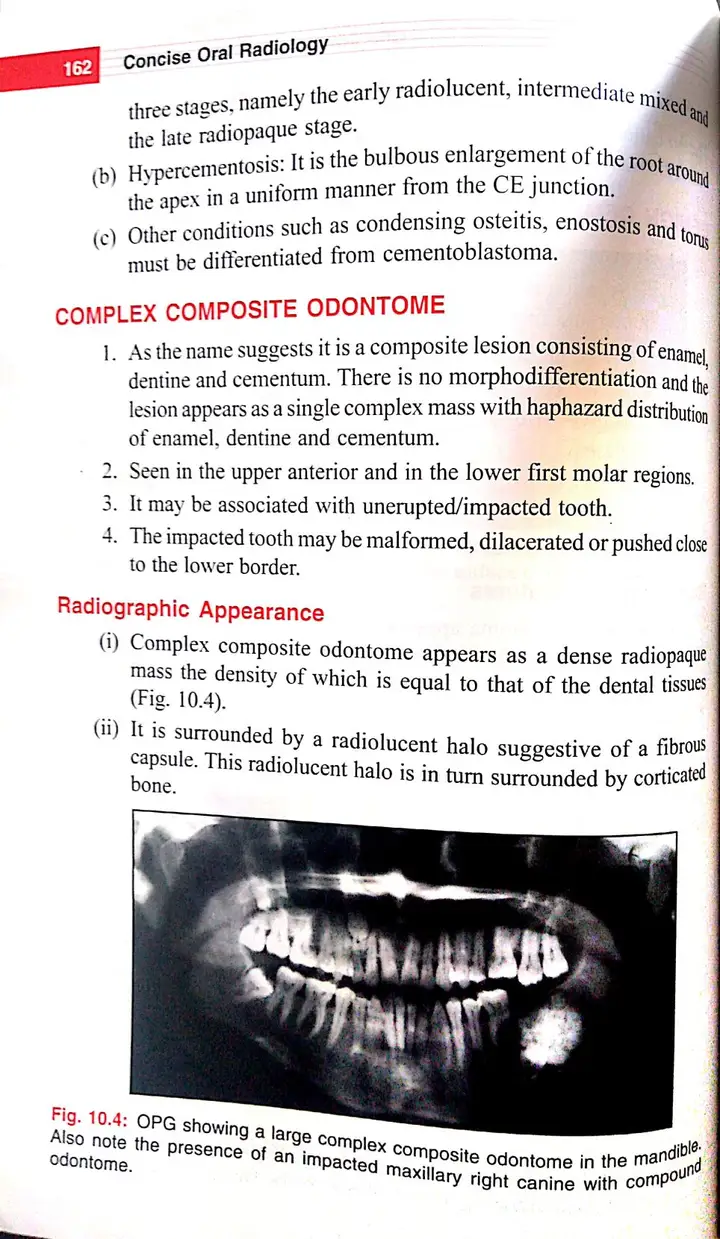 162 Concise Oral Radiology
three stages, namely the early radiolucent, intermediate mixed and
the late radiopaque stage.
(b) Hypercementosis: It is the bulbous enlargement of the root around
the apex in a uniform manner from the CE junction.
(c) Other conditions such as condensing osteitis, enostosis and torus
must be differentiated from cementoblastoma.
COMPLEX COMPOSITE ODONTOME
1. As the name suggests it is a composite lesion consisting of enamel,
dentine and cementum. There is no morphodifferentiation and the
lesion appears as a single complex mass with haphazard distribution
of enamel, dentine and cementum.
2. Seen in the upper anterior and in the lower first molar regions.
3. It may be associated with unerupted/impacted tooth.
4. The impacted tooth may be malformed, dilacerated or pushed close
to the lower border.
Radiographic Appearance
(i) Complex composite odontome appears as a dense radiopaque
mass the density of which is equal to that of the dental tissues
(Fig. 10.4).
(ii) It is surrounded by a radiolucent halo suggestive of a fibrous
capsule. This radiolucent halo is in turn surrounded by corticated
bone.
Fig. 10.4: OPG showing a large complex composite odontome in the mandible.
Also note the presence of an impacted maxillary right canine with compound
odontome.